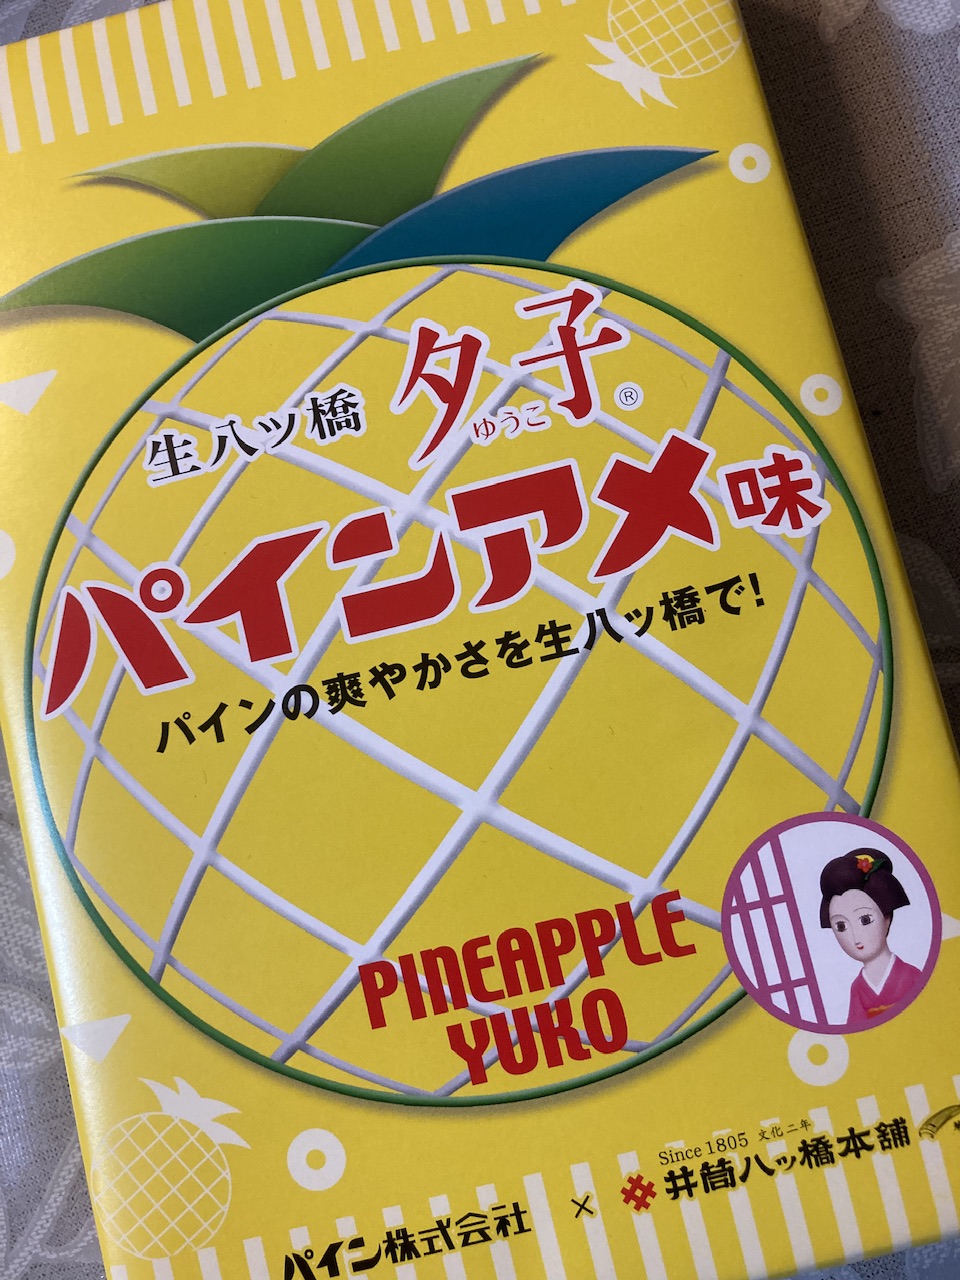 生八ッ橋 夕子®
ゆうこ
パインアメ味
パインの爽やかさを生八ッ橋で!
PINEAPPLE
YUKO
パイン株式会社
×
Since 1805 文化二年
井筒八ッ橋本舗